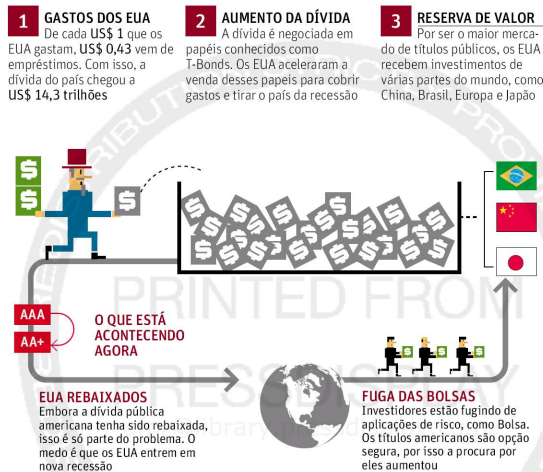 1 GASTOS DOS EUA
De cada US$ 1 que os
EUA gastam, US$ 0,43 vem de
empréstimos. Com isso, a
dívida do país chegou a
US$ 14,3 trilhões
2 AUMENTO DA DÍVIDA
A dívida é negociada em
papéis conhecidos como
T-Bonds. Os EUA aceleraram a
venda desses papeis para cobrir
gastos e tirar o país da recessão
3 RESERVA DE VALOR
Por ser o maior merca-
do de títulos públicos, os EUA
recebem investimentos de
várias partes do mundo, como
China, Brasil, Europa e Japão
AAA
AA+
O QUE ESTÁ
ACONTECENDO
AGORA
EUA REBAIXADOS
Embora a dívida pública
americana tenha sido rebaixada,
isso é só parte do problema. O
medo é que os EUA entrem em
nova recessão
FUGA DAS BOLSAS
Investidores estão fugindo de
aplicações de risco, como Bolsa.
Os títulos americanos são opção
segura, por isso a procura por
eles aumentou
PRINTED FROM
PRESSDISPLAY